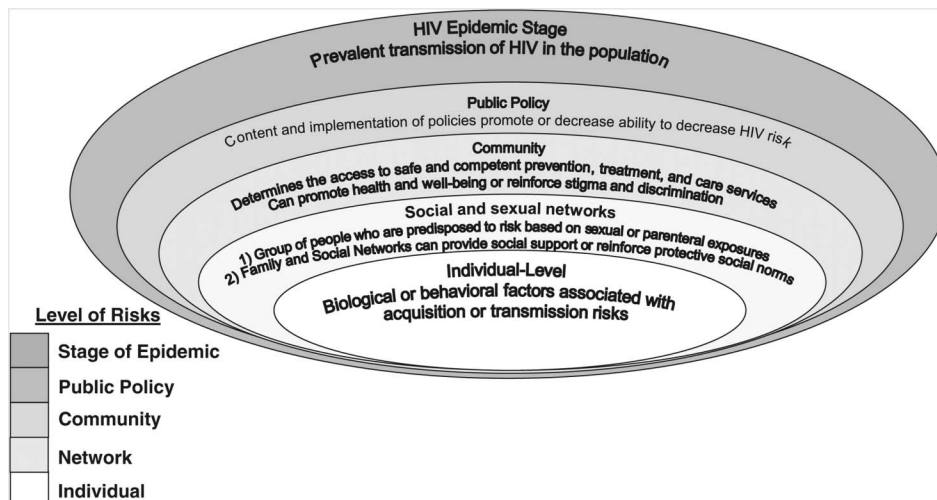 HIV Epidemic Stage
Prevalent transmission of HIV in the population
Public Policy
Content and implementation of policies promote or decrease ability to decrease HIV risk
Community
Determines the access to safe and competent prevention, treatment, and care services
Can promote health and well-being or reinforce stigma and discrimination
Social and sexual networks
1) Group of people who are predisposed to risk based on sexual or parenteral exposures
2) Family and Social Networks can provide social support or reinforce protective social norms
Individual-Level
Biological or behavioral factors associated with
acquisition or transmission risks
Level of Risks
Stage of Epidemic
Public Policy
Community
Network
Individual